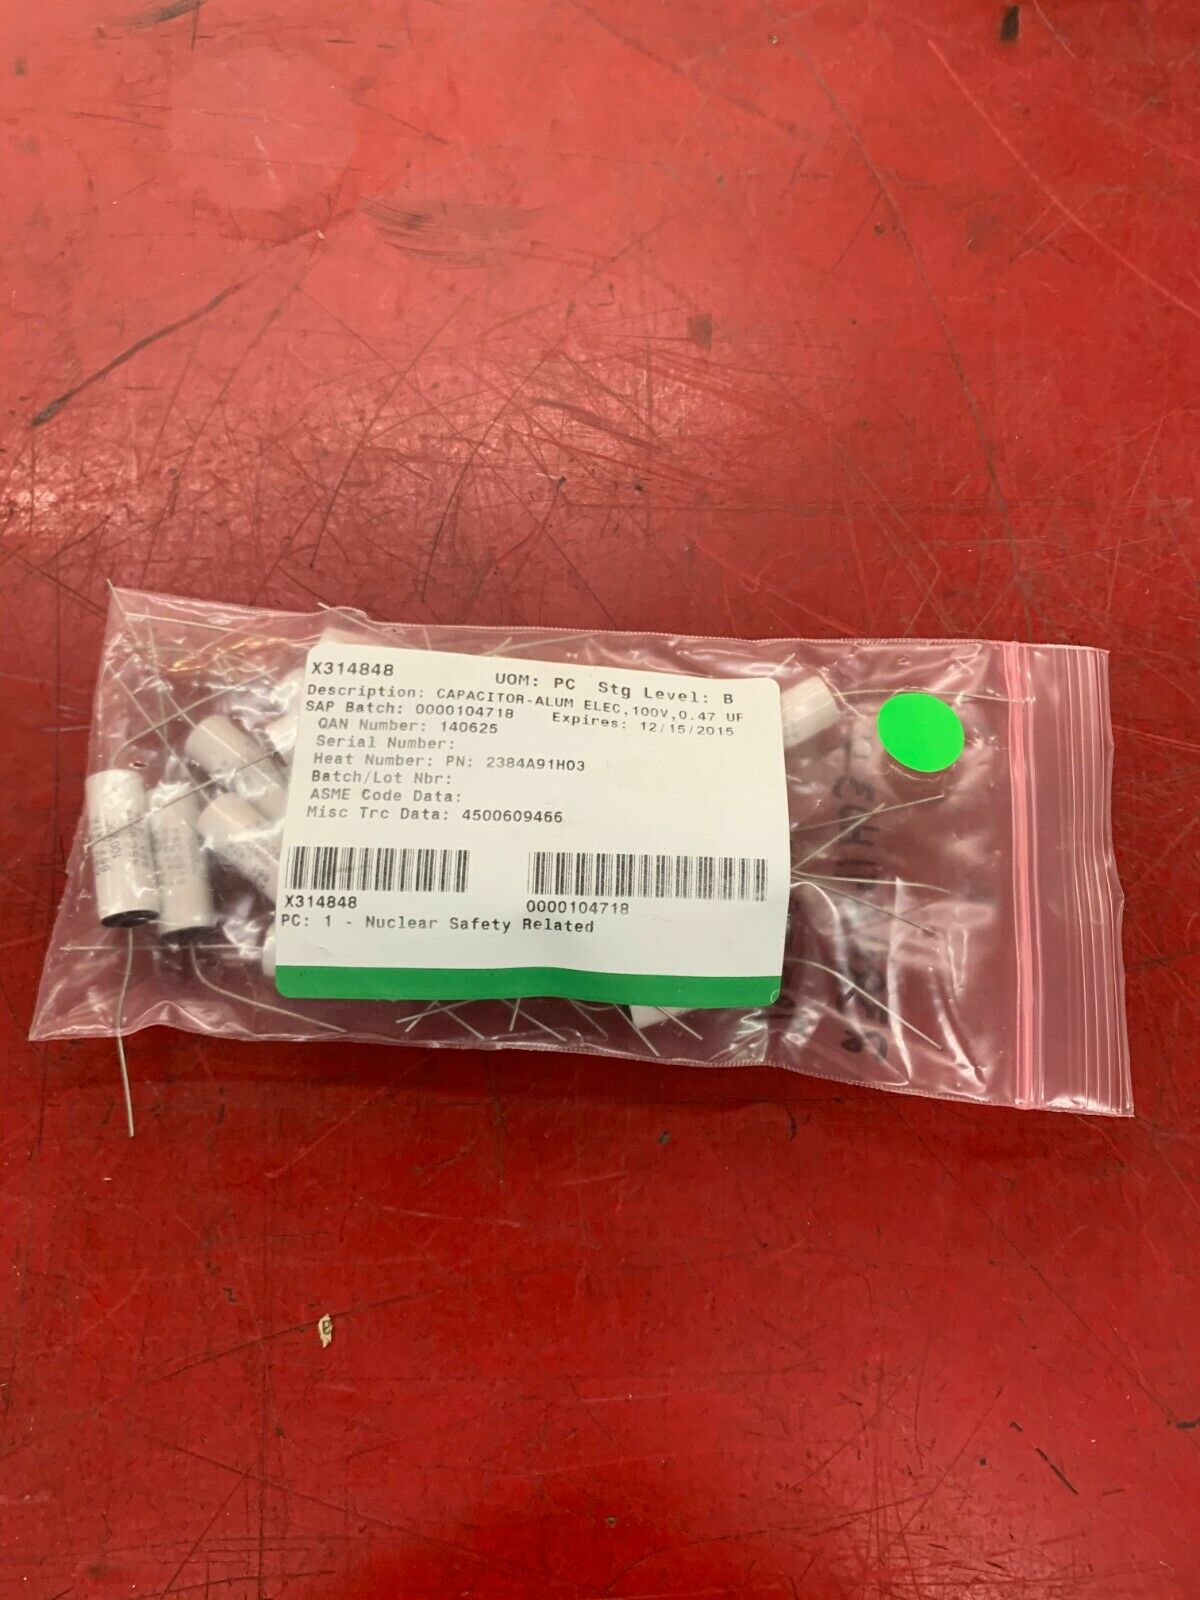 X314848 UOM: PC Stg Level: B
Description: CAPACITOR-ALUM ELEC,100V,0.47 UF
SAP Batch: 0000104718 Expires: 12/15/2015
QAN Number: 140625
Serial Number:
Heat Number: PN: 2384A91H03
Batch/Lot Nbr:
ASME Code Data:
Misc Trc Data: 4500609466
X314848 0000104718
PC: 1 - Nuclear Safety Related